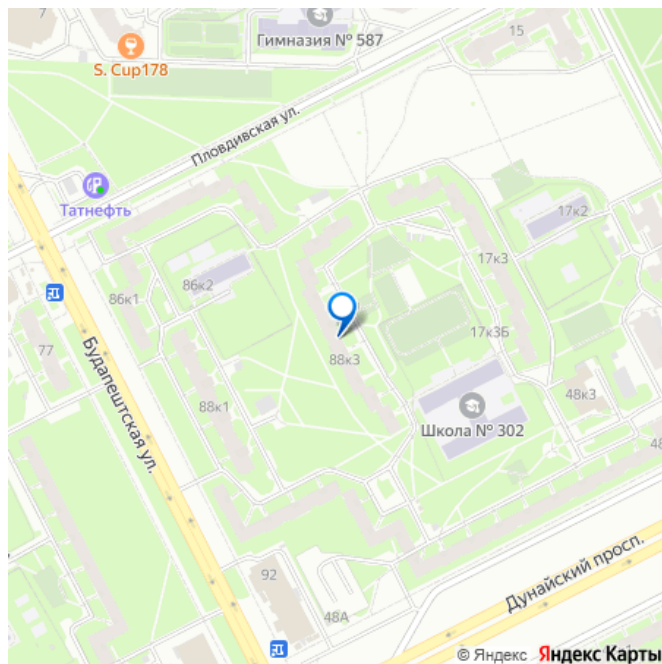 7
Гимназия № 587
15
S. Cup178
Пловдивская ул.
Татнефть
17к2
86к2
17к3
86к1
77
17к3Б
88к3
88к1
48к3
Школа № 302
Будапештская ул.
48
92
48А
Дунайский просп.
© Яндекс Яндекс Карты